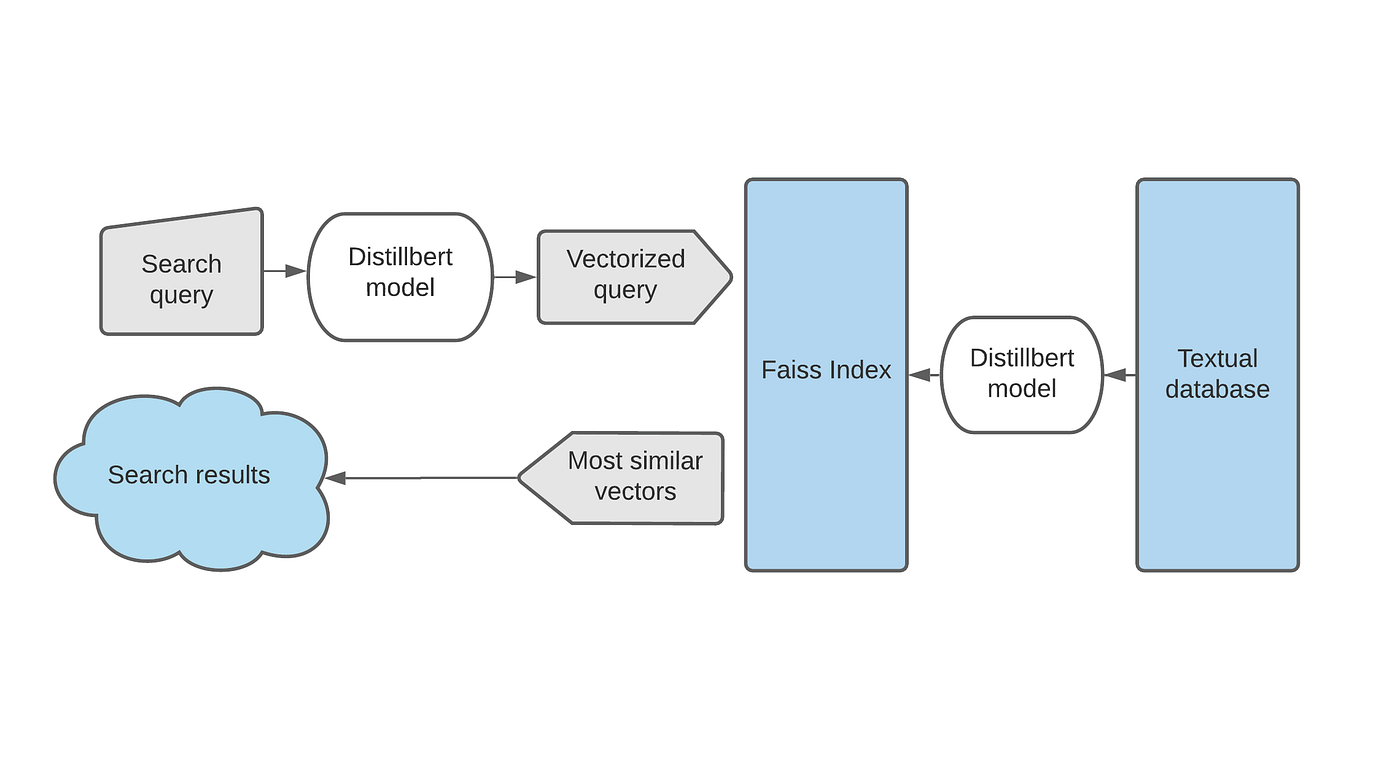 Search
query
Distillbert
model
Vectorized
query
Faiss Index
Distillbert
model
Textual
database
Search results
Most similar
vectors